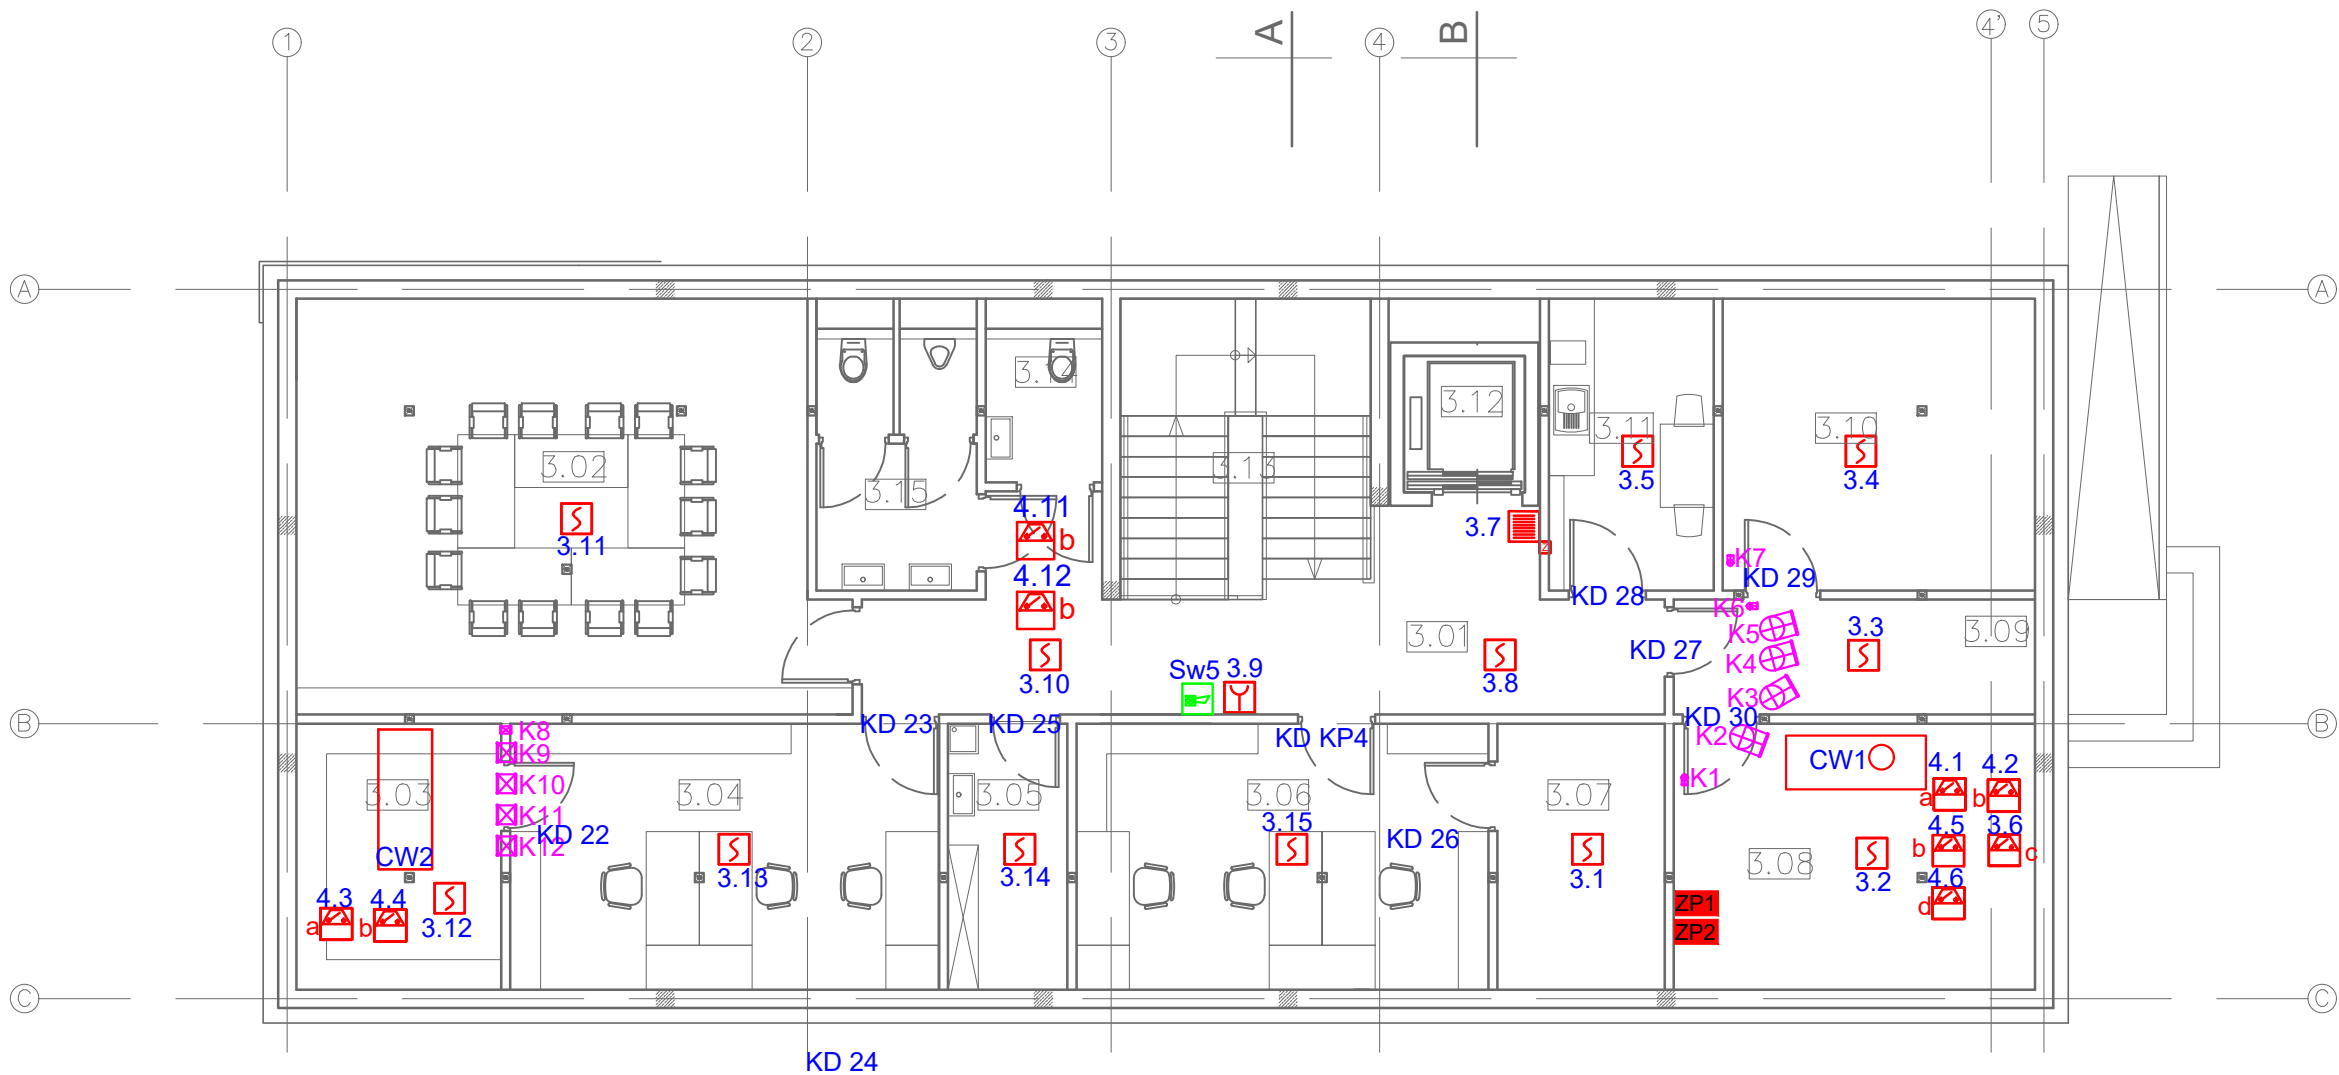 1
2
3
4
4'
5
A
B
A
A
3.14
3.12
3.11
3.10
3.02
3.13
3.5
3.4
3.15
4.11
b
3.7
Z
3.11
K7
4.12
KD 29
KD 28
b
K6
3.01
K5
3.3
3.09
KD 27
K4
3.10
Sw5
3.9
3.8
K3
B
KD 23
KD 25
KD KP4
KD 30
B
K8
K9
K2
CW1
4.1
4.2
K10
K1
3.03
3.04
3.05
3.06
3.07
a
b
K11
3.15
4.5
3.6
KD 22
K12
KD 26
CW2
3.13
3.14
3.1
3.08
3.2
b
c
4.6
4.3
4.4
ZP1
d
a
b
3.12
ZP2
C
C
KD 24